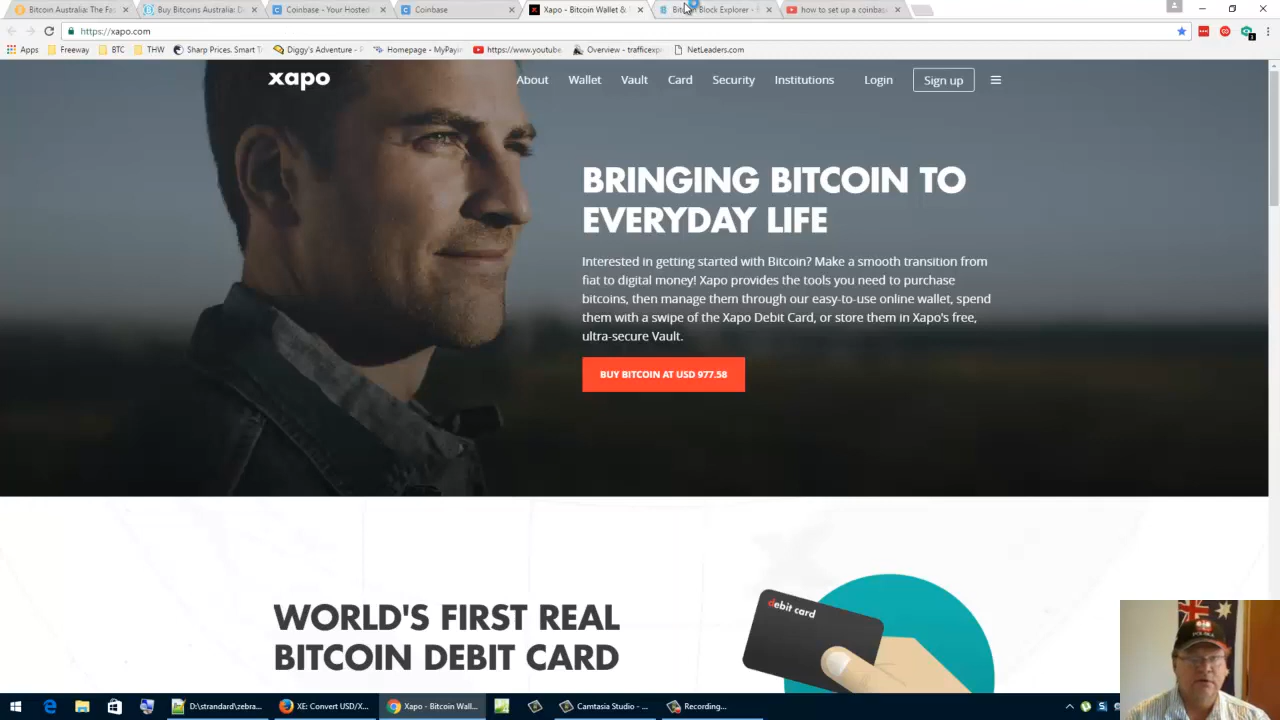 Bitcoin Australia: The Fas
Buy Bitcoins Australia: D
Coinbase - Your Hosted
Coinbase
Xapo - Bitcoin Wallet &
Block Explorer -
how to set up a coinbas
https://xapo.com
Apps
Freeway
BTC
THW
Sharp Prices. Smart T
Diggy's Adventure -
Homepage - MyPayin
https://www.youtube.
Overview - trafficexp
NetLeaders.com
xapo
About
Wallet
Vault
Card
Security
Institutions
Login
Sign up
BRINGING BITCOIN TO
EVERYDAY LIFE
Interested in getting started with Bitcoin? Make a smooth transition from
fiat to digital money! Xapo provides the tools you need to purchase
bitcoins, then manage them through our easy-to-use online wallet, spend
them with a swipe of the Xapo Debit Card, or store them in Xapo's free,
ultra-secure Vault.
BUY BITCOIN AT USD 977.58
WORLD'S FIRST REAL
BITCOIN DEBIT CARD
debit card
POLSKA
D:\strandard\zebra...
XE: Convert USD/X...
Xapo - Bitcoin Wall...
Camtasia Studio - ...
Recording...